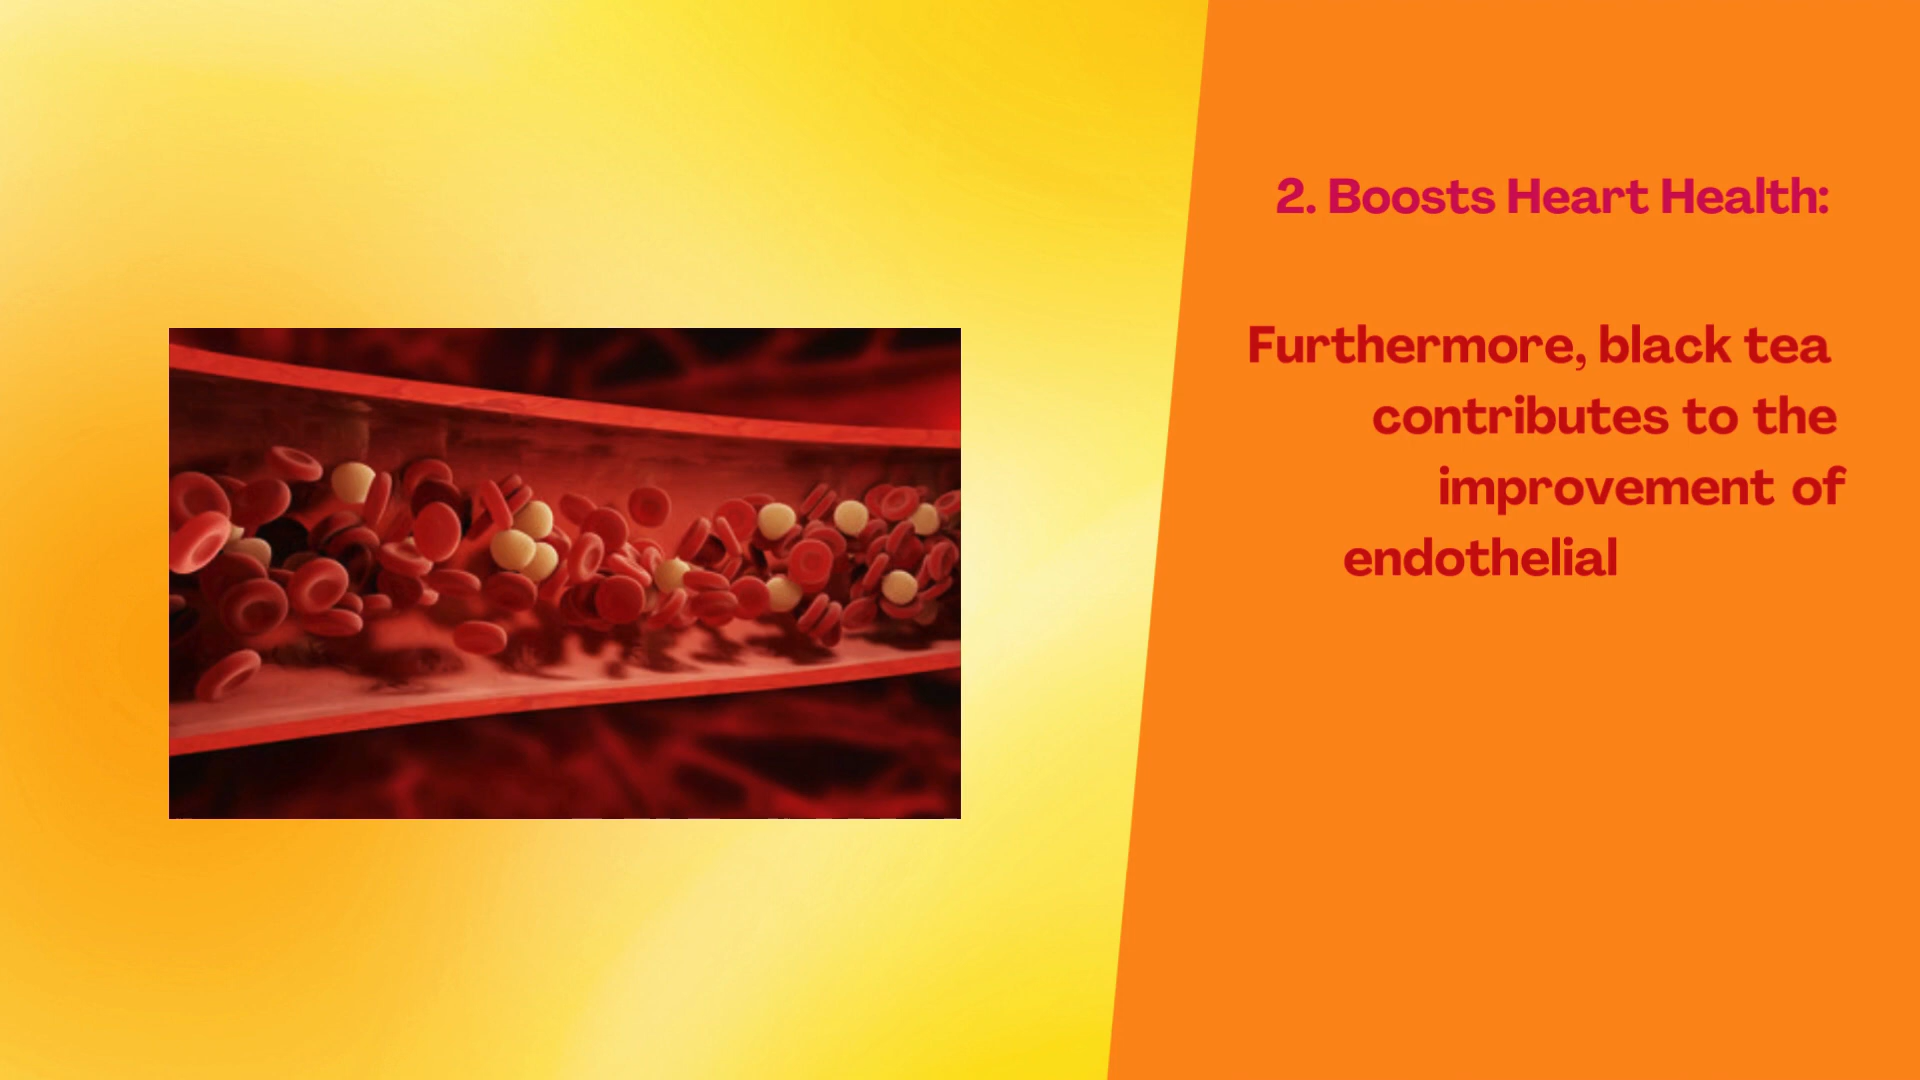 2. Boosts Heart Health:
Furthermore, black tea
contributes to the
improvement of
endothelial